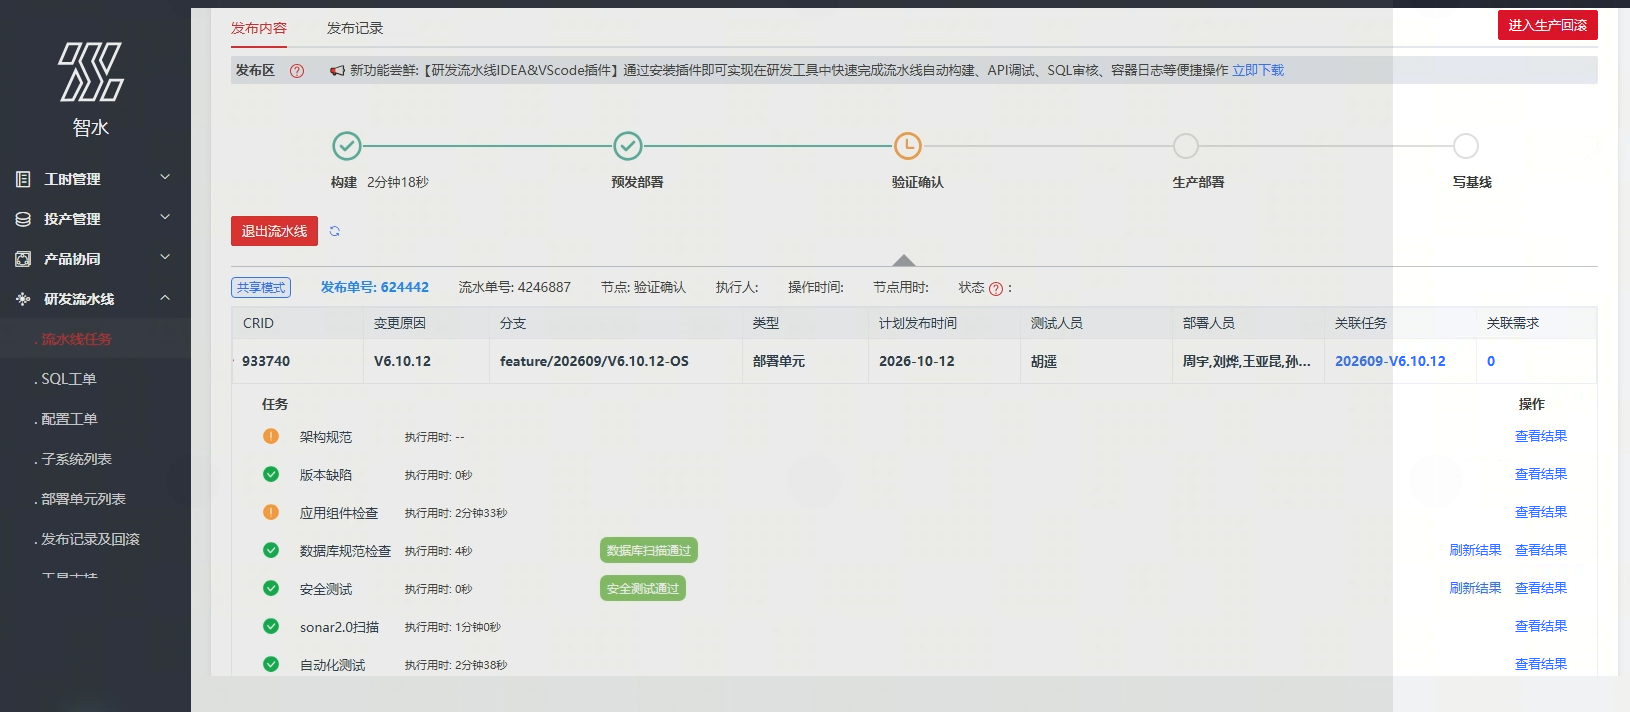 智水
工时管理
投产管理
产品协同
研发流水线
. 流水线任务
. SQL工单
. 配置工单
. 子系统列表
. 部署单元列表
. 发布记录及回滚
发布内容 发布记录 进入生产回滚
发布区 新功能尝鲜:【研发流水线IDEA&VScode插件】通过安装插件即可实现在研发工具中快速完成流水线自动构建、API调试、SQL审核、容器日志等便捷操作 立即下载
构建 2分钟18秒 预发部署 验证确认 生产部署 写基线
退出流水线
共享模式 发布单号: 624442 流水单号: 4246887 节点: 验证确认 执行人: 操作时间: 节点用时: 状态 ? :
CRID 变更原因 分支 类型 计划发布时间 测试人员 部署人员 关联任务 关联需求
933740 V6.10.12 feature/202609/V6.10.12-OS 部署单元 2026-10-12 胡遥 周宇,刘烨,王亚昆,孙... 202609-V6.10.12 0
任务 操作
架构规范 执行用时: -- 查看结果
版本缺陷 执行用时: 0秒 查看结果
应用组件检查 执行用时: 2分钟33秒 查看结果
数据库规范检查 执行用时: 4秒 数据库扫描通过 刷新结果 查看结果
安全测试 执行用时: 0秒 安全测试通过 刷新结果 查看结果
sonar2.0扫描 执行用时: 1分钟0秒 查看结果
自动化测试 执行用时: 2分钟38秒 查看结果